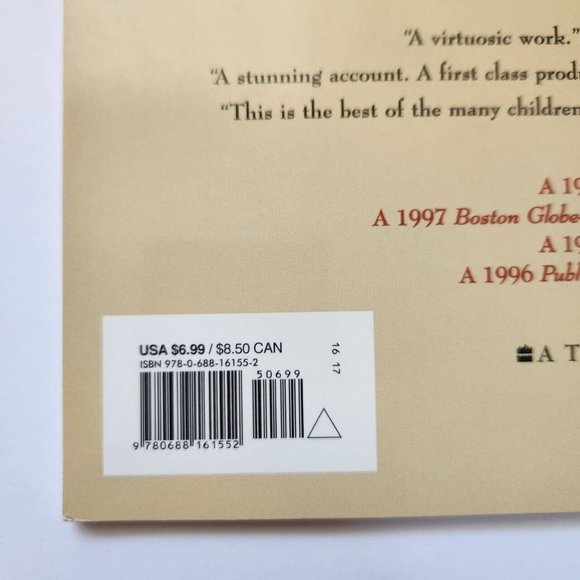 "A virtuosic work."
"A stunning account. A first class produ
"This is the best of the many children
A 19
A 1997 Boston Globe-
A 19
A 1996 Publ
A T
USA $6.99 / $8.50 CAN
ISBN 978-0-688-16155-2
50699
9 780688 161552
16 17